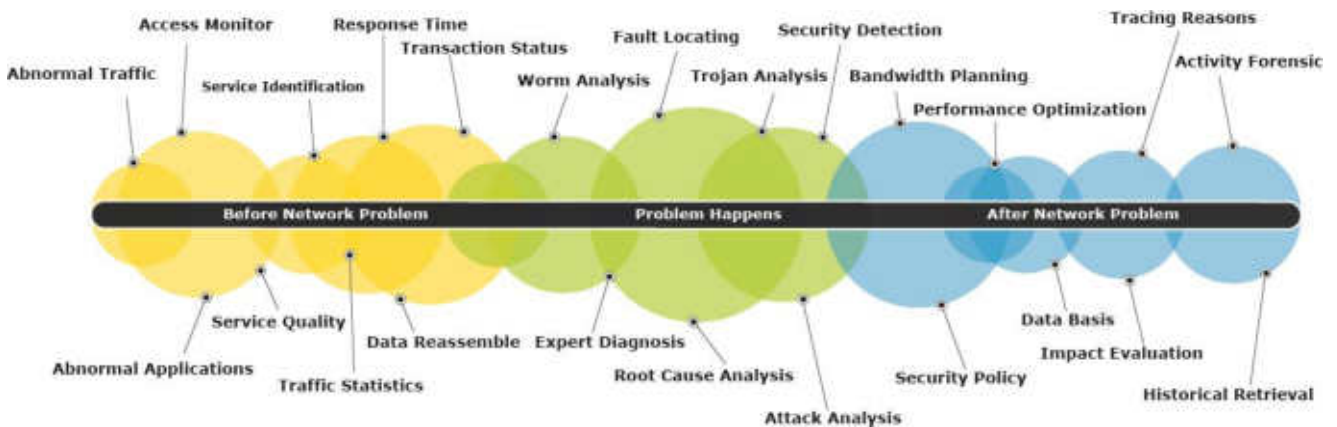 Access Monitor
Response Time
Tracing Reasons
Transaction Status
Fault Locating
Security Detection
Abnormal Traffic
Service Identification
Worm Analysis
Trojan Analysis
Bandwidth Planning
Activity Forensic
Performance Optimization
Before Network Problem
Problem Happens
After Network Problem
Service Quality
Data Reassemble
Expert Diagnosis
Data Basis
Abnormal Applications
Traffic Statistics
Root Cause Analysis
Security Policy
Impact Evaluation
Attack Analysis
Historical Retrieval